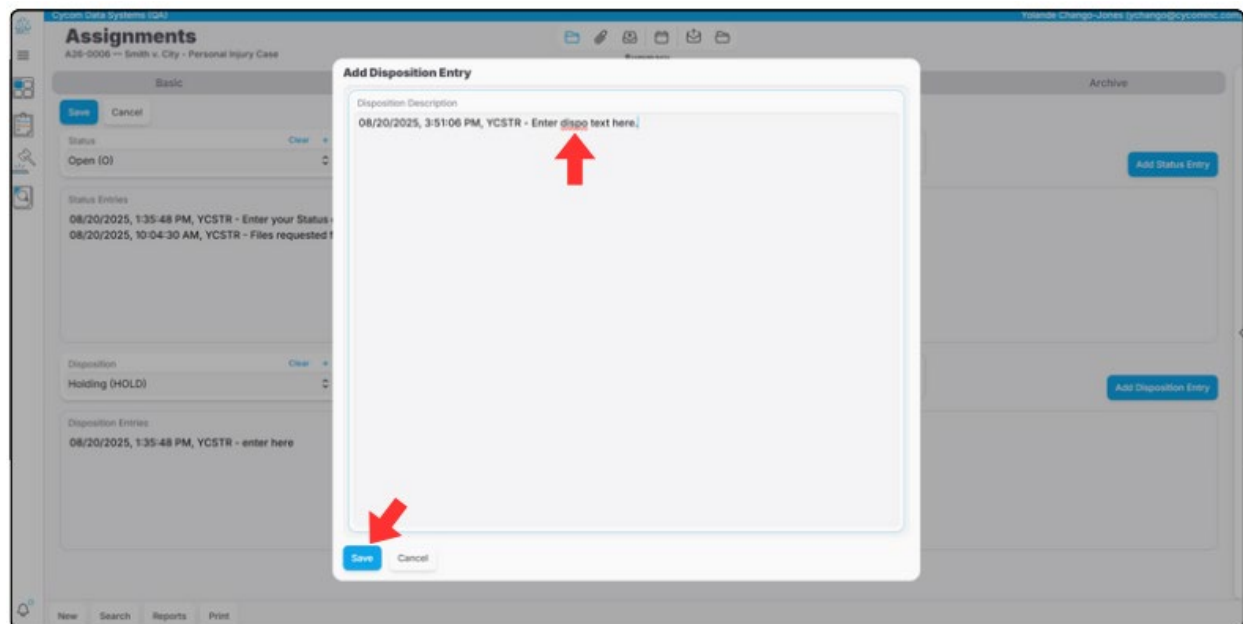 Cycom Data Systems (QA)
Yolande Chango-Jones (ychango@cycominc.com
Assignments
A26-0006 — Smith v. City - Personal Injury Case
Summary
Basic
Archive
Save Cancel
Status Clear +
Open (O)
Add Status Entry
Status Entries
08/20/2025, 1:35:48 PM, YCSTR - Enter your Status
08/20/2025, 10:04:30 AM, YCSTR - Files requested
Disposition Clear +
Holding (HOLD)
Add Disposition Entry
Disposition Entries
08/20/2025, 1:35:48 PM, YCSTR - enter here
Add Disposition Entry
Disposition Description
08/20/2025, 3:51:06 PM, YCSTR - Enter dispo text here.
Save Cancel
New Search Reports Print